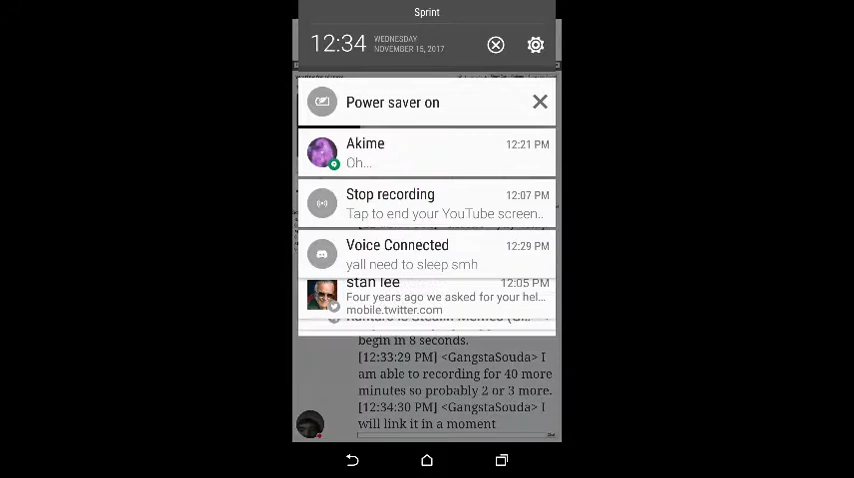 Sprint
12:34
WEDNESDAY
NOVEMBER 15, 2017
Power saver on
Akime
12:21 PM
Oh...
Stop recording
12:07 PM
Tap to end your YouTube screen..
Voice Connected
12:29 PM
yall need to sleep smh
stan lee
12:05 PM
Four years ago we asked for your hel...
mobile.twitter.com
begin in 8 seconds.
[12:33:29 PM] <GangstaSouda> I
am able to recording for 40 more
minutes so probably 2 or 3 more.
[12:34:30 PM] <GangstaSouda> I
will link it in a moment